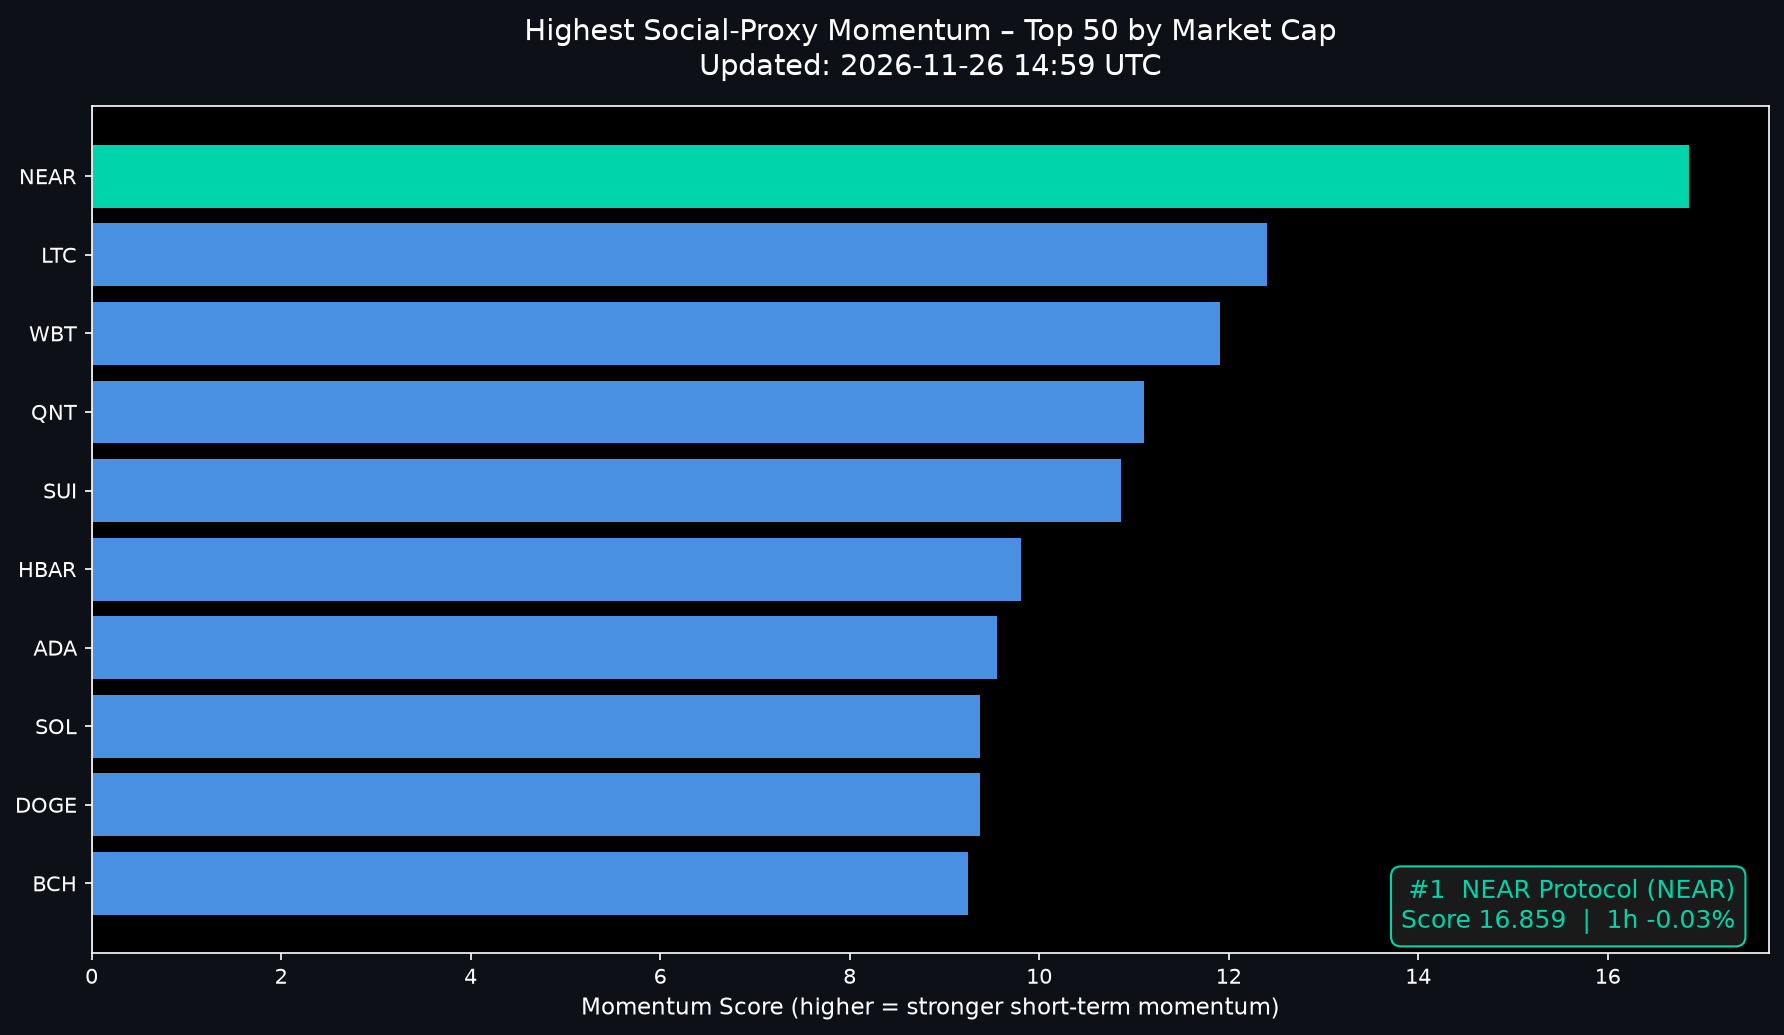 Highest Social-Proxy Momentum – Top 50 by Market Cap
Updated: 2026-11-26 14:59 UTC
NEAR
LTC
WBT
QNT
SUI
HBAR
ADA
SOL
DOGE
BCH
#1 NEAR Protocol (NEAR)
Score 16.859 | 1h -0.03%
0 2 4 6 8 10 12 14 16
Momentum Score (higher = stronger short-term momentum)